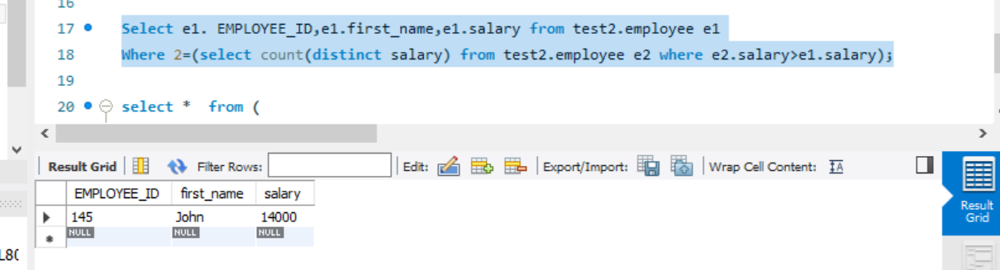 16
17 Select e1. EMPLOYEE_ID,e1.first_name,e1.salary from test2.employee e1
18 Where 2=(select count(distinct salary) from test2.employee e2 where e2.salary>e1.salary);
19
20 select * from (
Result Grid Filter Rows: Edit: Export/Import: Wrap Cell Content:
EMPLOYEE_ID first_name salary
145 John 14000
NULL NULL NULL
Result
Grid